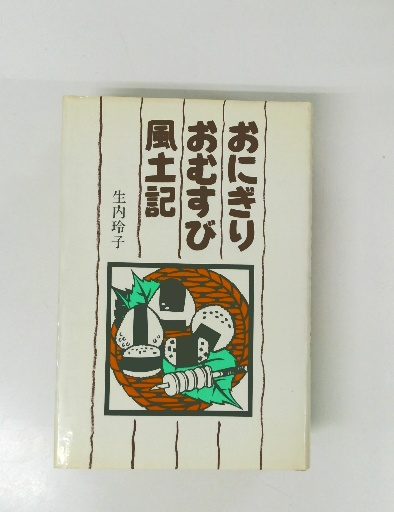 おにぎり
おむすび
風土記
生内玲子